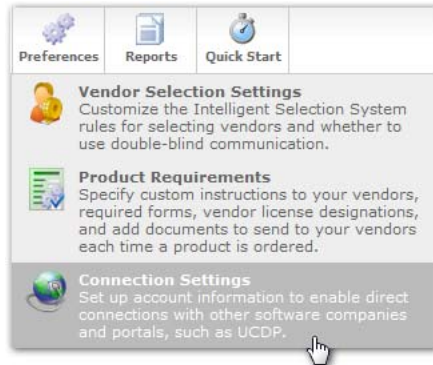 Preferences Reports Quick Start
Vendor Selection Settings
Customize the Intelligent Selection System
rules for selecting vendors and whether to
use double-blind communication.
Product Requirements
Specify custom instructions to your vendors,
required forms, vendor license designations,
and add documents to send to your vendors
each time a product is ordered.
Connection Settings
Set up account information to enable direct
connections with other software companies
and portals, such as UCDP.